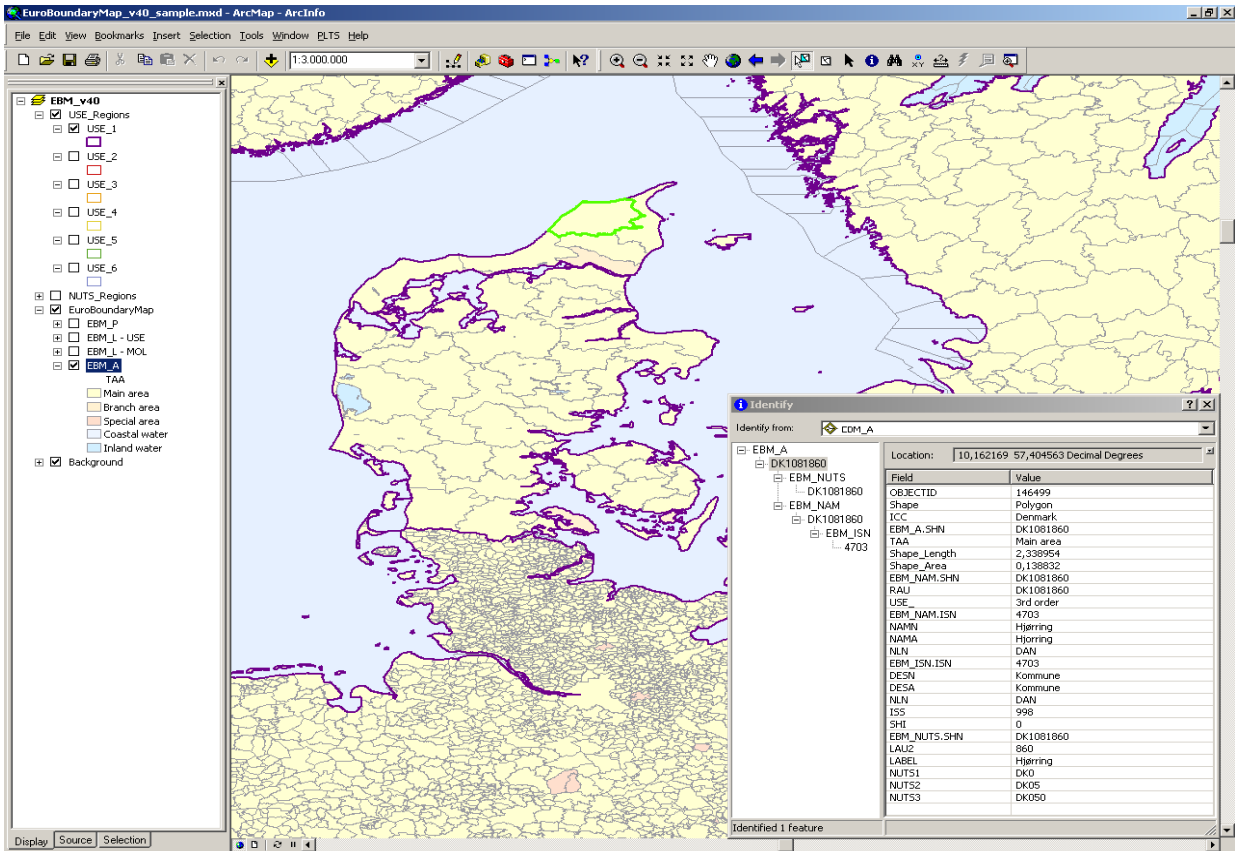 EuroBoundaryMap_v40_sample.mxd - ArcMap - ArcInfo
File Edit View Bookmarks Insert Selection Tools Window PLTS Help
1:3.000.000
EBM_v40
USE_Regions
USE_1
USE_2
USE_3
USE_4
USE_5
USE_6
NUTS_Regions
EuroBoundaryMap
EBM_P
EBM_L - USE
EBM_L - MOL
EBM_A
TAA
Main area
Branch area
Special area
Coastal water
Inland water
Background
Display Source Selection
Identify
Identify from: EBM_A
EBM_A
DK1081860
EBM_NUTS
DK1081860
EBM_NAM
DK1081860
EBM_ISN
4703
Location: 10,162169 57,404563 Decimal Degrees
Field Value
OBJECTID 146499
Shape Polygon
ICC Denmark
EBM_A.SHN DK1081860
TAA Main area
Shape_Length 2,338954
Shape_Area 0,138832
EBM_NAM.SHN DK1081860
RAU DK1081860
USE_ 3rd order
EBM_NAM.ISN 4703
NAMN Hjørring
NAMA Hjorring
NLN DAN
EBM_ISN.ISN 4703
DESN Kommune
DESA Kommune
NLN DAN
ISS 998
SHI 0
EBM_NUTS.SHN DK1081860
LAU2 860
LABEL Hjørring
NUTS1 DK0
NUTS2 DK05
NUTS3 DK050
Identified 1 feature